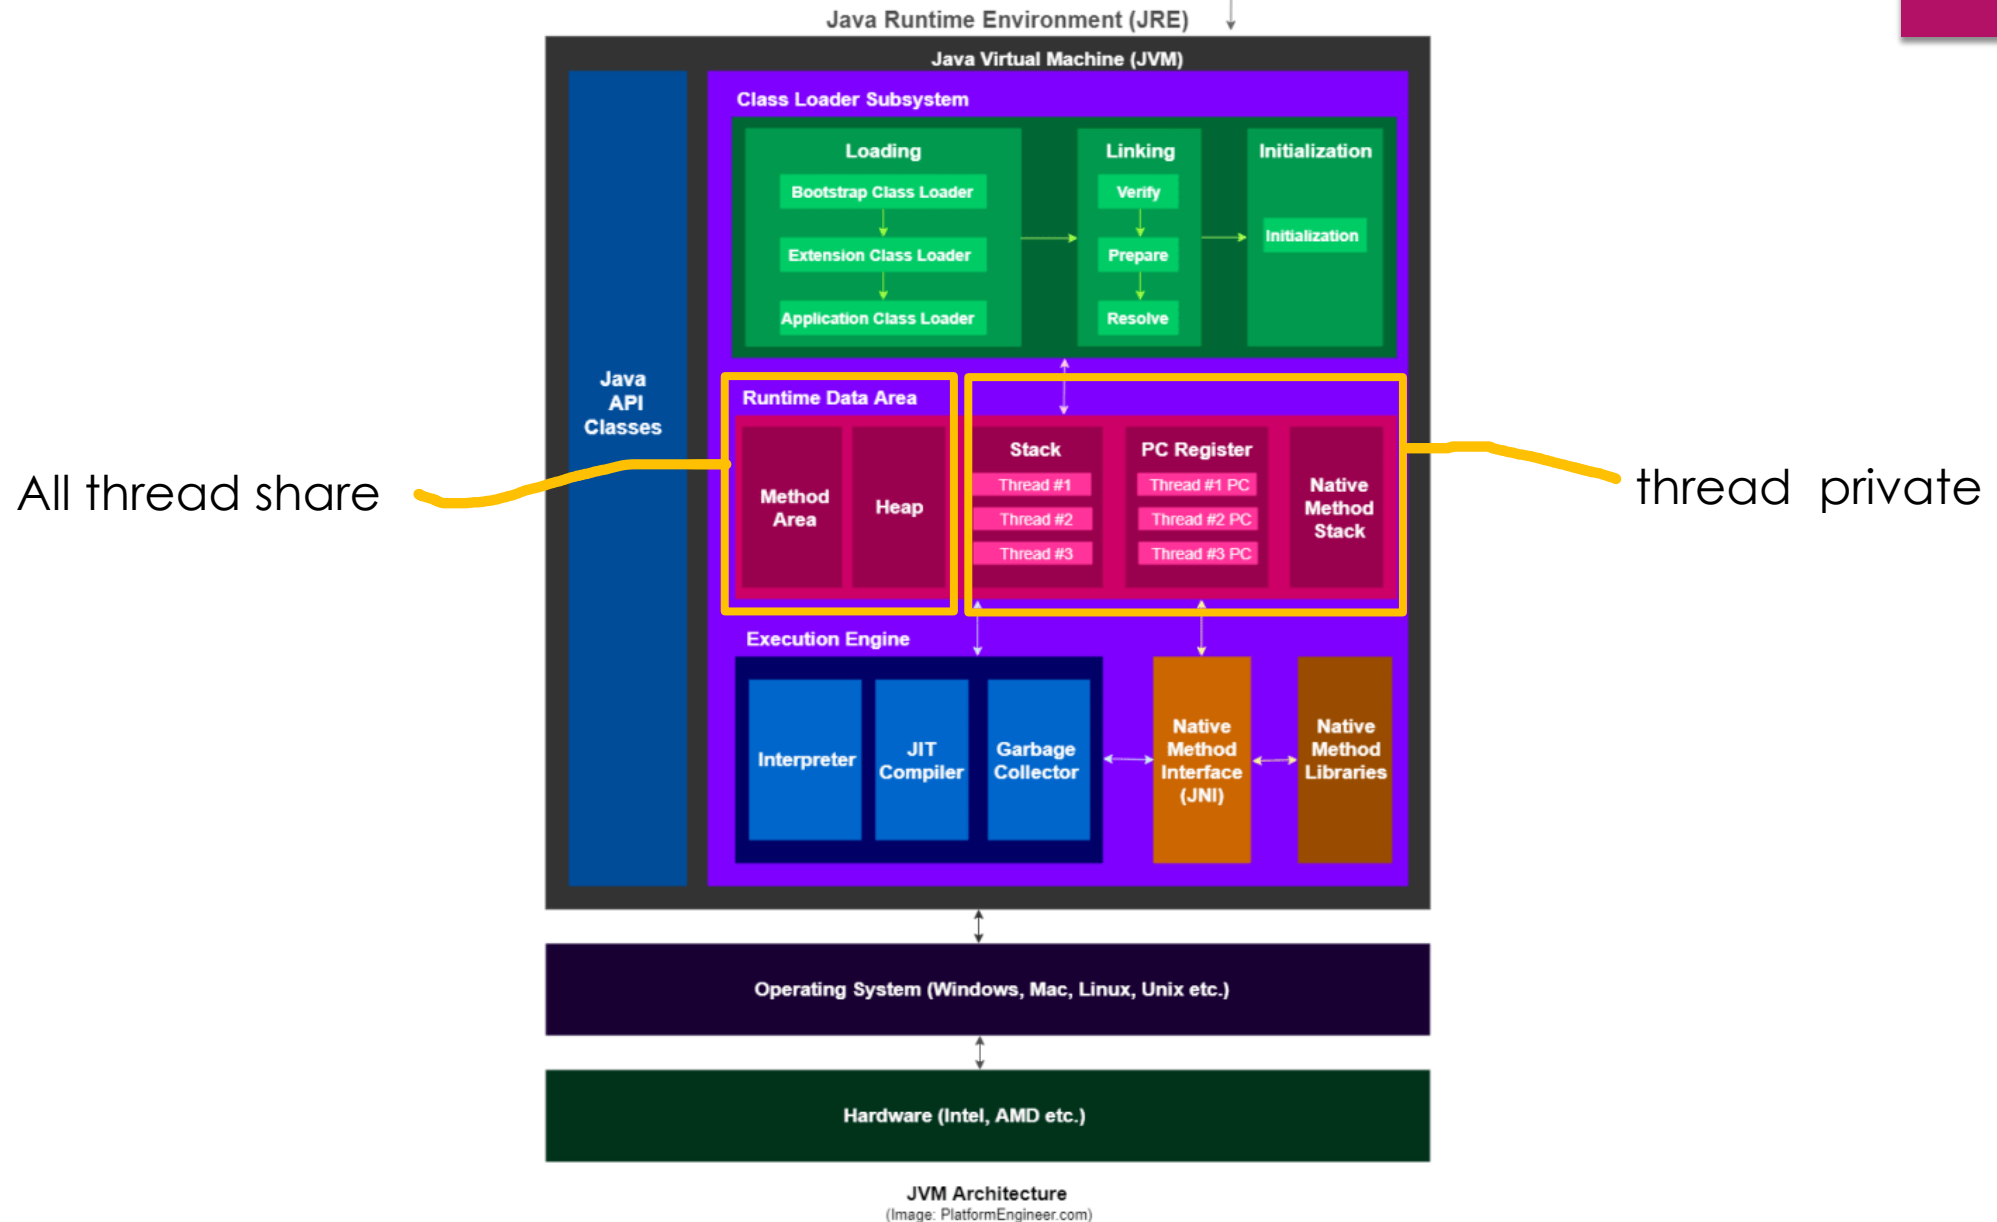 Java Runtime Environment (JRE)
Java Virtual Machine (JVM)
Java
API
Classes
Class Loader Subsystem
Loading
Bootstrap Class Loader
Extension Class Loader
Application Class Loader
Linking
Verify
Prepare
Resolve
Initialization
Initialization
All thread share
Runtime Data Area
Method
Area
Heap
Stack
Thread #1
Thread #2
Thread #3
PC Register
Thread #1 PC
Thread #2 PC
Thread #3 PC
Native
Method
Stack
thread private
Execution Engine
Interpreter
JIT
Compiler
Garbage
Collector
Native
Method
Interface
(JNI)
Native
Method
Libraries
Operating System (Windows, Mac, Linux, Unix etc.)
Hardware (Intel, AMD etc.)
JVM Architecture
(Image: PlatformEngineer.com)